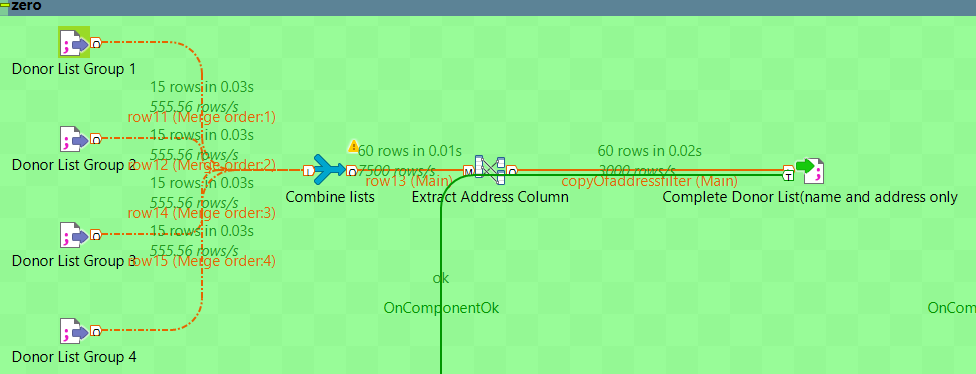 zero
Donor List Group 1
15 rows in 0.03s
555.56 rows/s
row11 (Merge order:1)
15 rows in 0.03s
555.56 rows/s
Donor List Group 2
row12 (Merge order:2)
15 rows in 0.03s
555.56 rows/s
row14 (Merge order:3)
15 rows in 0.03s
555.56 rows/s
Donor List Group 3
row15 (Merge order:4)
Donor List Group 4
60 rows in 0.01s
7500 rows/s
row13 (Main)
Combine lists
Extract Address Column
60 rows in 0.02s
3000 rows/s
copyOfaddressfilter (Main)
Complete Donor List(name and address only
ok
OnComponentOk
OnCom